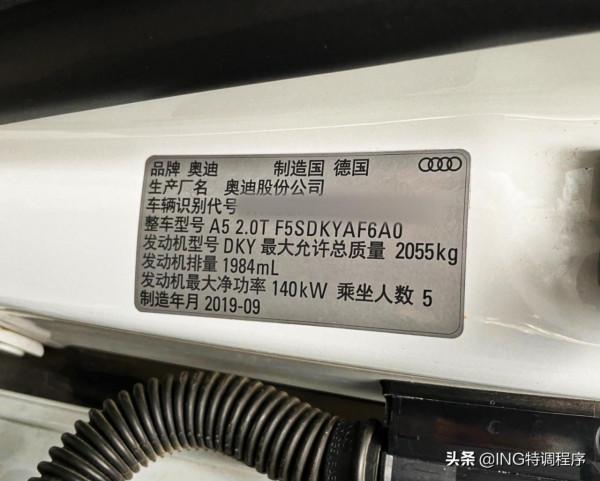 品牌 奥迪 制造国 德国
生产厂名 奥迪股份公司
车辆识别代号
整车型号 A5 2.0T F5SDKYAF6A0
发动机型号 DKY 最大允许总质量 2055kg
发动机排量 1984mL
发动机最大净功率 140kW 乘坐人数 5
制造年月 2019-09
头条 @ING特调程序